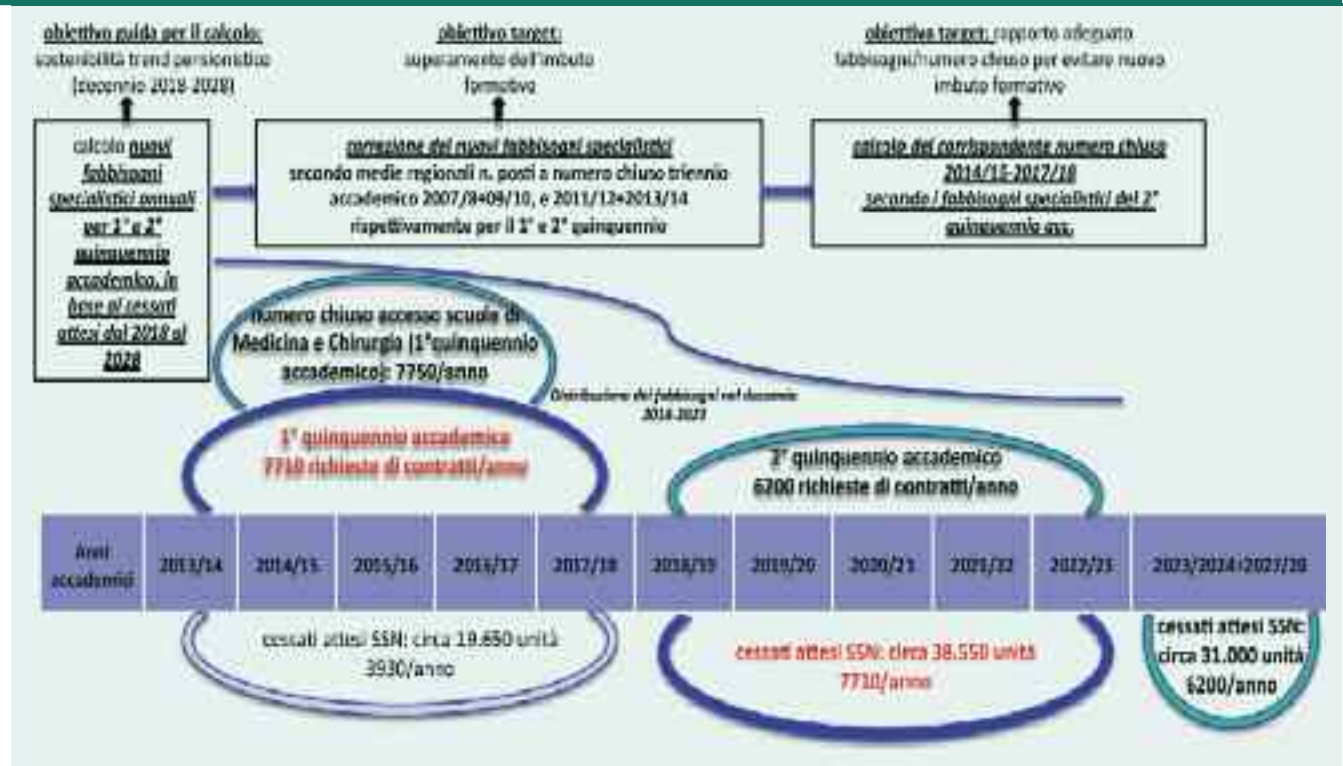 obiettivo guida per il calcolo:
sostenibilità trend pensionistico
(decennio 2018-2028)
obiettivo target:
superamento dell'imbuto
formativo
obiettivo target: rapporto adeguato
fabbisogni/numero chiuso per evitare nuovo
imbuto formativo
calcolo nuovi
fabbisogni
specialistici annuali
per 1° e 2°
quinquennio
accademico, in
base ai cessati
attesi dal 2018 al
2028
correzione dei nuovi fabbisogni specialistici
secondo medie regionali n. posti a numero chiuso triennio
accademico 2007/8÷09/10, e 2011/12÷2013/14
rispettivamente per il 1° e 2° quinquennio
calcolo del corrispondente numero chiuso
2014/15-2017/18
secondo i fabbisogni specialistici del 2°
quinquennio acc.
numero chiuso accesso scuole di
Medicina e Chirurgia (1°quinquennio
accademico): 7750/anno
Distribuzione dei fabbisogni nel decennio
2014-2023
1° quinquennio accademico
7710 richieste di contratti/anno
2° quinquennio accademico
6200 richieste di contratti/anno
Anni
accademici
2013/14
2014/15
2015/16
2016/17
2017/18
2018/19
2019/20
2020/21
2021/22
2022/23
2023/2024÷2027/28
cessati attesi SSN: circa 19.650 unità
3930/anno
cessati attesi SSN: circa 38.550 unità
7710/anno
cessati attesi SSN:
circa 31.000 unità
6200/anno